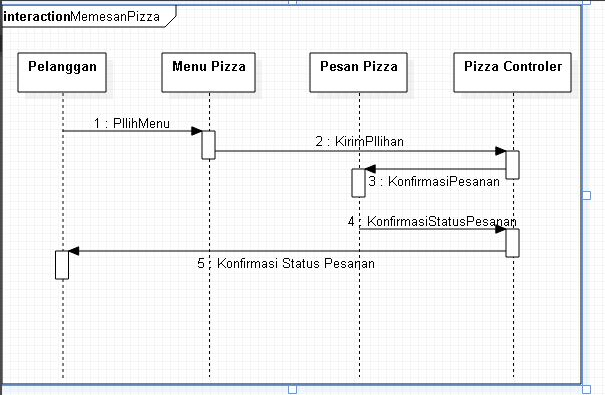 interactionMemesanPizza
Pelanggan
Menu Pizza
Pesan Pizza
Pizza Controler
1 : PIlihMenu
2 : KirimPIlihan
3 : KonfirmasiPesanan
4 : KonfirmasiStatusPesanan
5 : Konfirmasi Status Pesanan